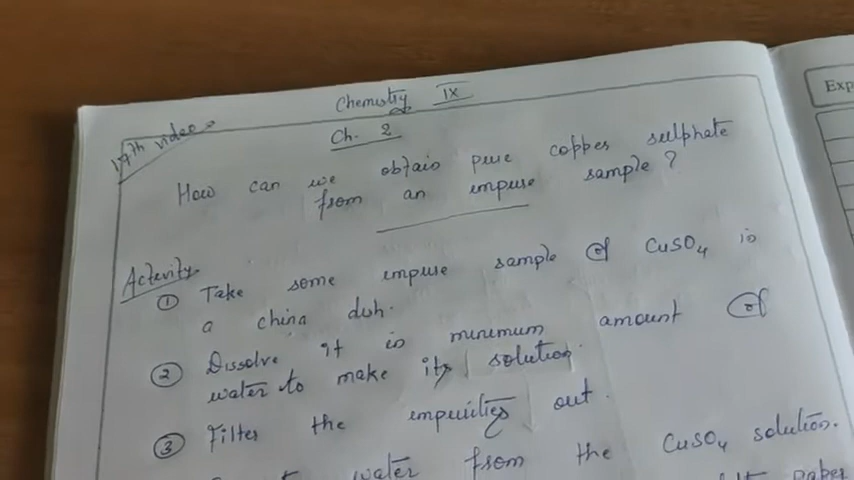 Chemistry IX
19th video
Ch. 2
How can we obtain pure copper sulphate
from an impure sample ?
Activity
① Take some impure sample of CuSO4 in
a china dish.
② Dissolve it in minimum amount of
water to make its solution.
③ Filter the impurities out.
water from the CuSO4 solution.
paper
Exp